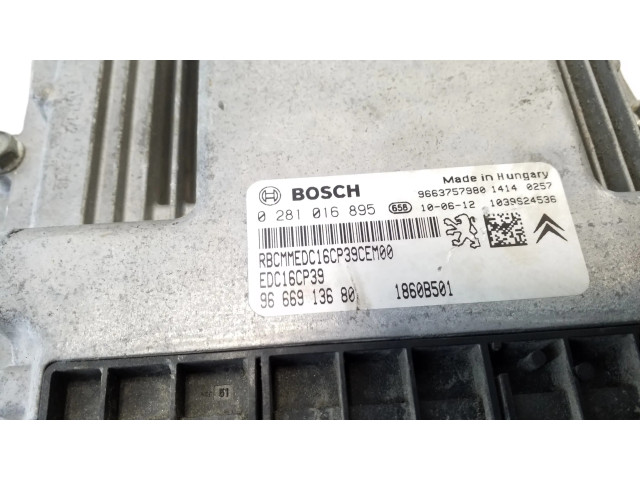 Made in Hungary
BOSCH 9663757980 1414 0257
0 281 016 895 658 10-06-12 1039S24536
RBCMMEDC16CP39CEM00
EDC16CP39
96 669 136 80 1860B501
61